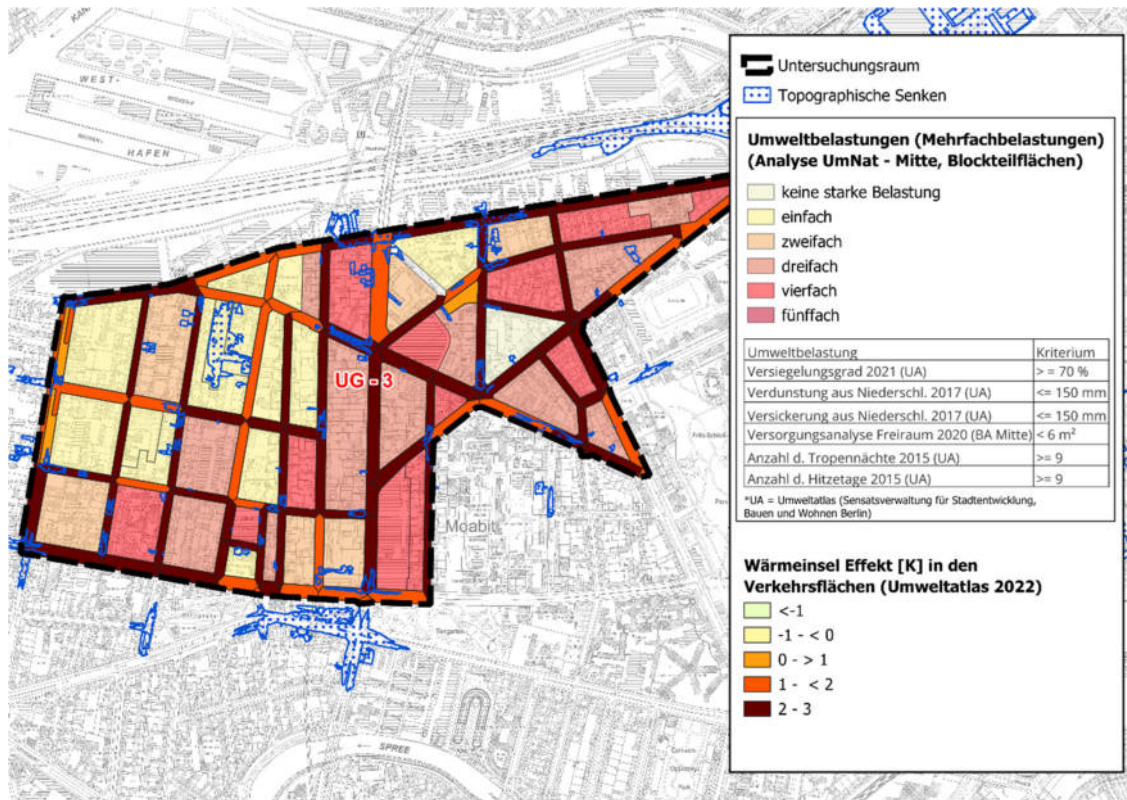 WEST-
HAFEN
UG - 3
Moabit
SPREE
Untersuchungsraum
Topographische Senken
Umweltbelastungen (Mehrfachbelastungen)
(Analyse UmNat - Mitte, Blockteilflächen)
keine starke Belastung
einfach
zweifach
dreifach
vierfach
fünffach
Umweltbelastung Kriterium
Versiegelungsgrad 2021 (UA) > = 70 %
Verdunstung aus Niederschl. 2017 (UA) <= 150 mm
Versickerung aus Niederschl. 2017 (UA) <= 150 mm
Versorgungsanalyse Freiraum 2020 (BA Mitte) < 6 m²
Anzahl d. Tropennächte 2015 (UA) >= 9
Anzahl d. Hitzetage 2015 (UA) >= 9
*UA = Umweltatlas (Sensatsverwaltung für Stadtentwicklung,
Bauen und Wohnen Berlin)
Wärmeinsel Effekt [K] in den
Verkehrsflächen (Umweltatlas 2022)
<-1
-1 - < 0
0 - > 1
1 - < 2
2 - 3